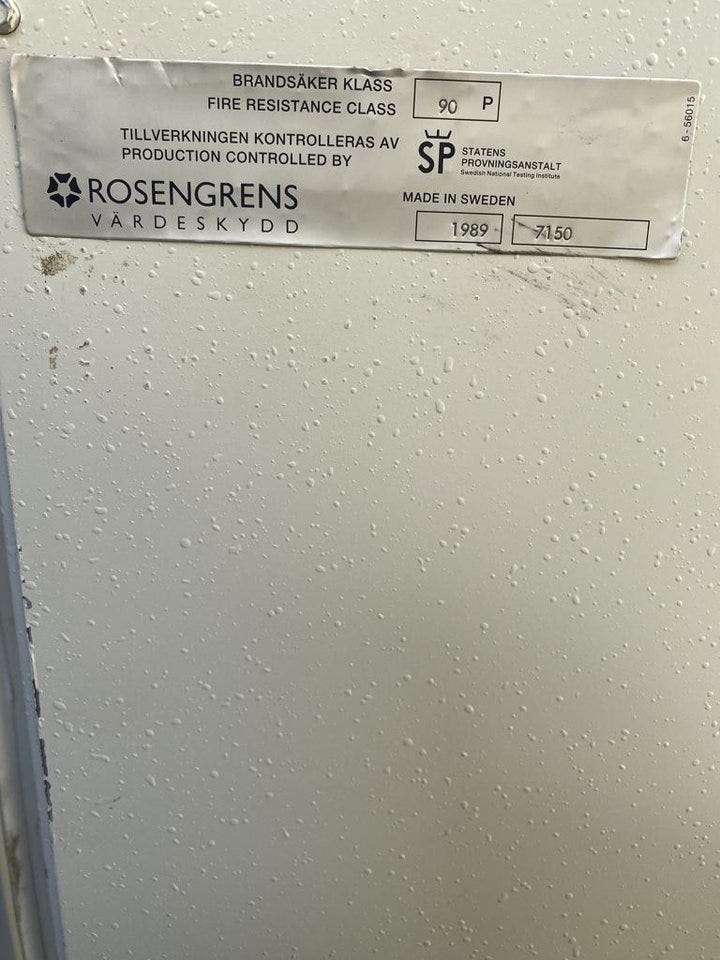 BRANDSÄKER KLASS
FIRE RESISTANCE CLASS
90 P
TILLVERKNINGEN KONTROLLERAS AV
PRODUCTION CONTROLLED BY
SP
STATENS
PROVNINGSANSTALT
Swedish National Testing Institute
ROSENGRENS
VÄRDESKYDD
MADE IN SWEDEN
1989 7150
6-56015